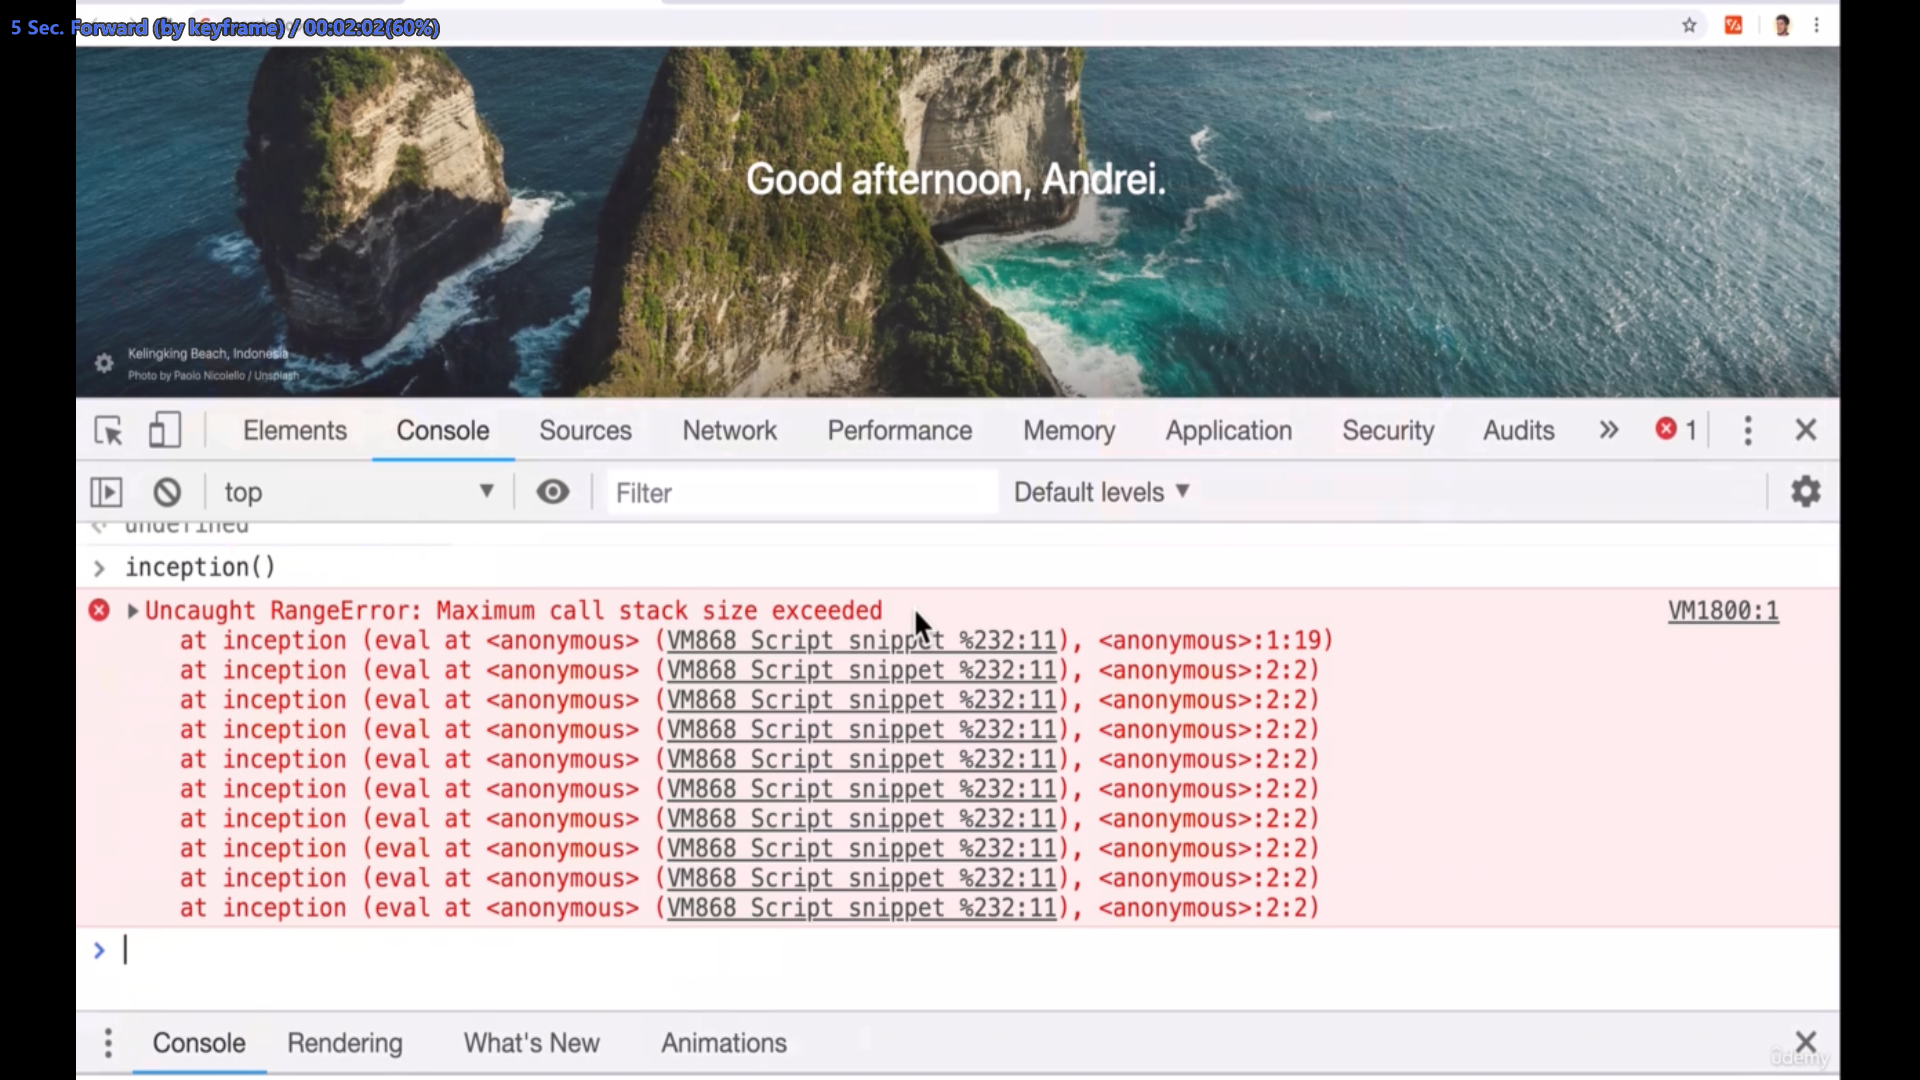 5 Sec. Forward (by keyframe) / 00:02:02(60%)
Good afternoon, Andrei.
Kelingking Beach, Indonesia
Photo by Paolo Nicolello / Unsplash
Elements Console Sources Network Performance Memory Application Security Audits » 1
top Filter Default levels
undefined
inception()
Uncaught RangeError: Maximum call stack size exceeded VM1800:1
at inception (eval at <anonymous> (VM868 Script snippet %232:11), <anonymous>:1:19)
at inception (eval at <anonymous> (VM868 Script snippet %232:11), <anonymous>:2:2)
at inception (eval at <anonymous> (VM868 Script snippet %232:11), <anonymous>:2:2)
at inception (eval at <anonymous> (VM868 Script snippet %232:11), <anonymous>:2:2)
at inception (eval at <anonymous> (VM868 Script snippet %232:11), <anonymous>:2:2)
at inception (eval at <anonymous> (VM868 Script snippet %232:11), <anonymous>:2:2)
at inception (eval at <anonymous> (VM868 Script snippet %232:11), <anonymous>:2:2)
at inception (eval at <anonymous> (VM868 Script snippet %232:11), <anonymous>:2:2)
at inception (eval at <anonymous> (VM868 Script snippet %232:11), <anonymous>:2:2)
at inception (eval at <anonymous> (VM868 Script snippet %232:11), <anonymous>:2:2)
Console Rendering What's New Animations
ûdemy